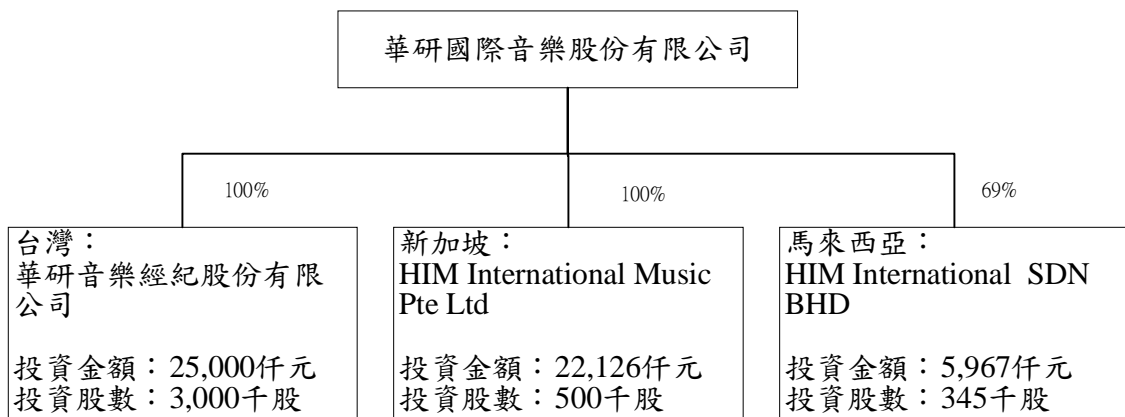 華研國際音樂股份有限公司
100%
100%
69%
台灣：
華研音樂經紀股份有限
公司
投資金額：25,000仟元
投資股數：3,000千股
新加坡：
HIM International Music
Pte Ltd
投資金額：22,126仟元
投資股數：500千股
馬來西亞：
HIM International SDN
BHD
投資金額：5,967仟元
投資股數：345千股